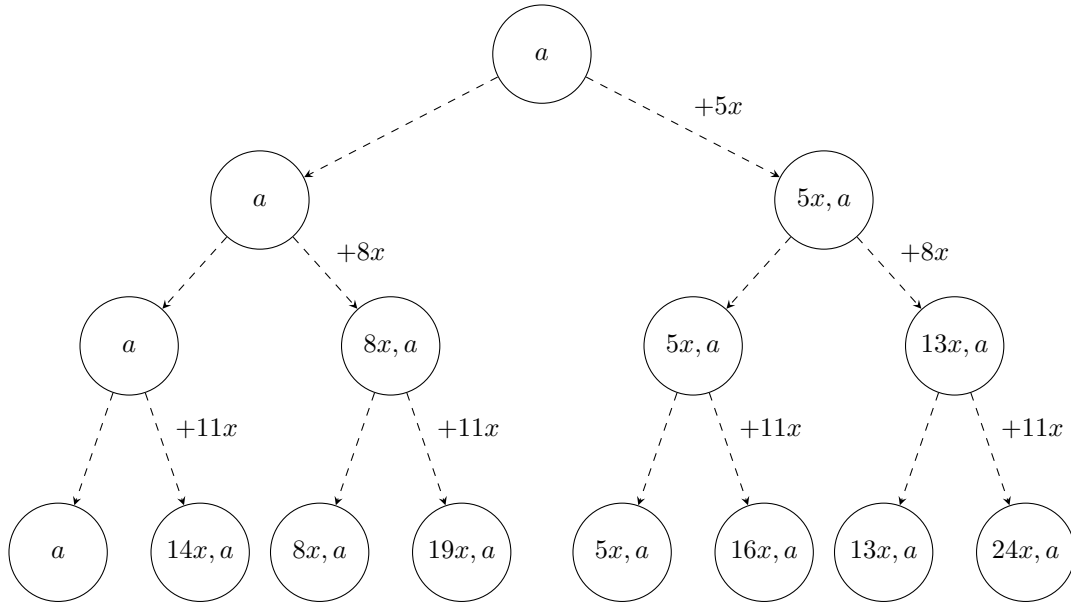 a
+5x
a
5x, a
+8x
+8x
a
8x, a
5x, a
13x, a
+11x
+11x
+11x
+11x
a
14x, a
8x, a
19x, a
5x, a
16x, a
13x, a
24x, a